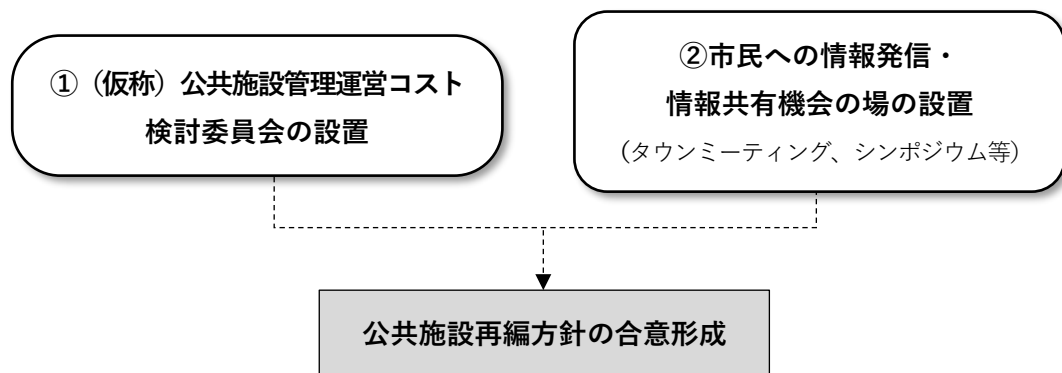 ①（仮称）公共施設管理運営コスト
検討委員会の設置
②市民への情報発信・
情報共有機会の場の設置
（タウンミーティング、シンポジウム等）
公共施設再編方針の合意形成